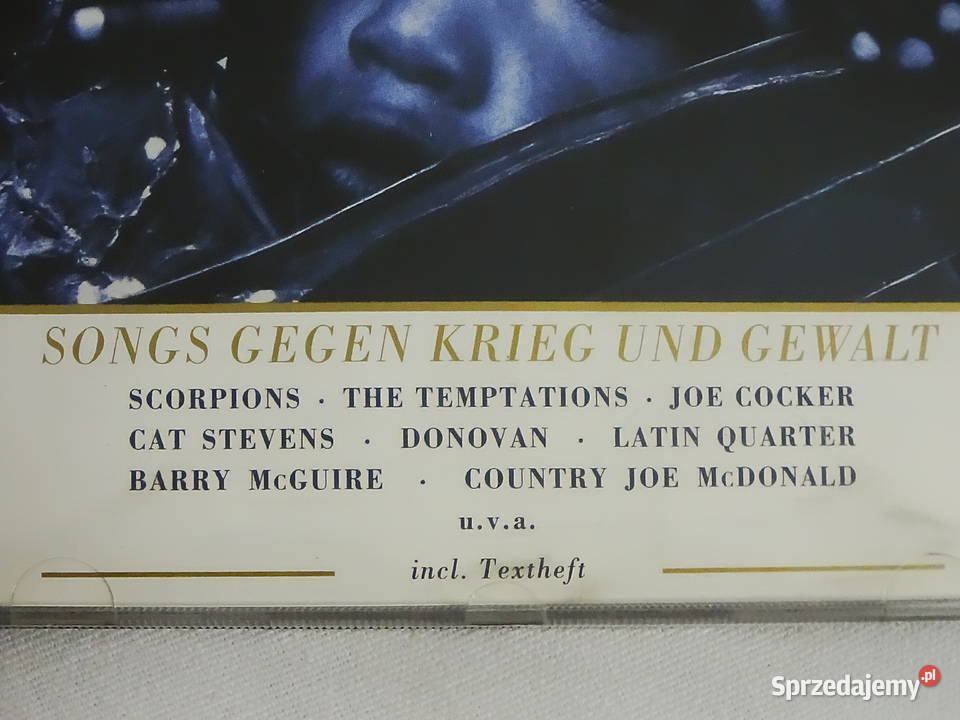 SONGS GEGEN KRIEG UND GEWALT
SCORPIONS · THE TEMPTATIONS · JOE COCKER
CAT STEVENS · DONOVAN · LATIN QUARTER
BARRY McGUIRE · COUNTRY JOE McDONALD
u.v.a.
incl. Textheft
Sprzedajemy.pl